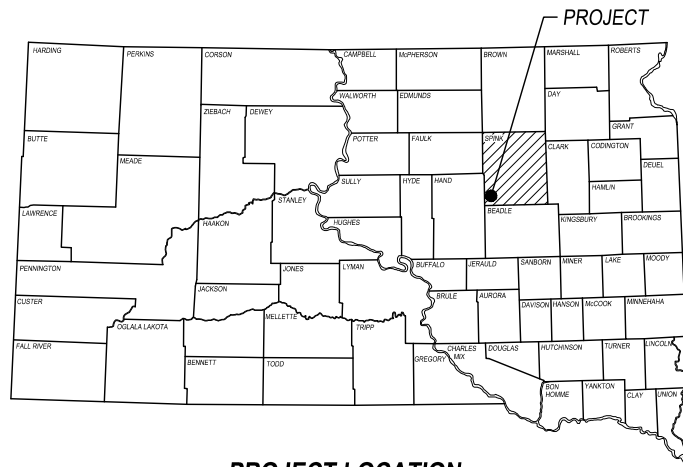 PROJECT
HARDING
PERKINS
CORSON
CAMPBELL
McPHERSON
BROWN
MARSHALL
ROBERTS
WALWORTH
EDMUNDS
DAY
ZIEBACH
DEWEY
GRANT
BUTTE
POTTER
FAULK
SPINK
CLARK
CODINGTON
MEADE
DEUEL
SULLY
HYDE
HAND
HAMLIN
STANLEY
LAWRENCE
BEADLE
KINGSBURY
BROOKINGS
HAAKON
HUGHES
PENNINGTON
JONES
LYMAN
BUFFALO
JERAULD
SANBORN
MINER
LAKE
MOODY
JACKSON
CUSTER
BRULE
AURORA
DAVISON
HANSON
McCOOK
MINNEHAHA
OGLALA LAKOTA
MELLETTE
TRIPP
FALL RIVER
BENNETT
TODD
GREGORY
CHARLES
MIX
DOUGLAS
HUTCHINSON
TURNER
LINCOLN
BON
HOMME
YANKTON
CLAY
UNION